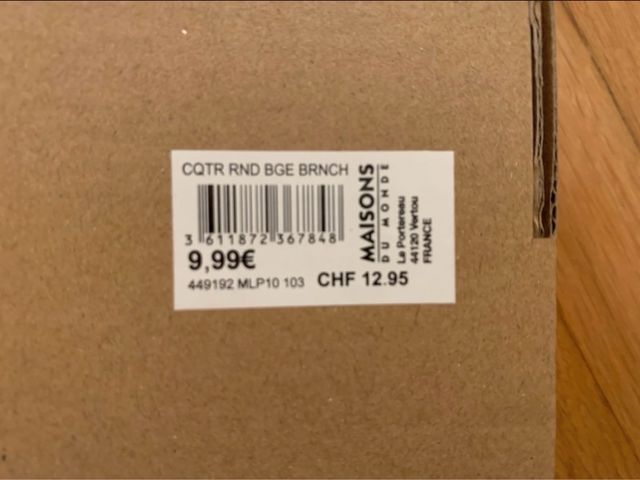 CQTR RND BGE BRNCH
3 611872 367848
9,99€
449192 MLP10 103 CHF 12.95
MAISONS
DU MONDE
Le Portereau
44120 Vertou
FRANCE